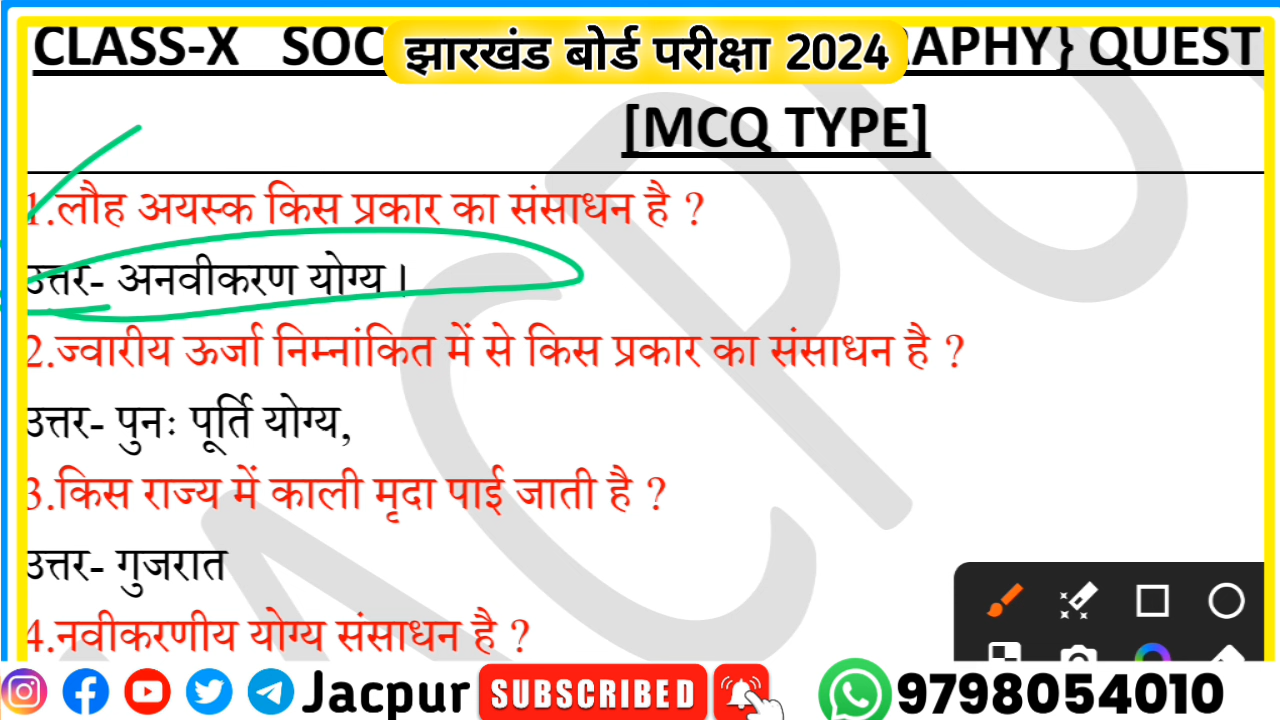 CLASS-X SOC झारखंड बोर्ड परीक्षा 2024 RAPHY} QUEST
[MCQ TYPE]
1.लौह अयस्क किस प्रकार का संसाधन है ?
उत्तर- अनवीकरण योग्य ।
2.ज्वारीय ऊर्जा निम्नांकित में से किस प्रकार का संसाधन है ?
उत्तर- पुनः पूर्ति योग्य,
3.किस राज्य में काली मृदा पाई जाती है ?
उत्तर- गुजरात
4.नवीकरणीय योग्य संसाधन है ?
Jacpur SUBSCRIBED 9798054010